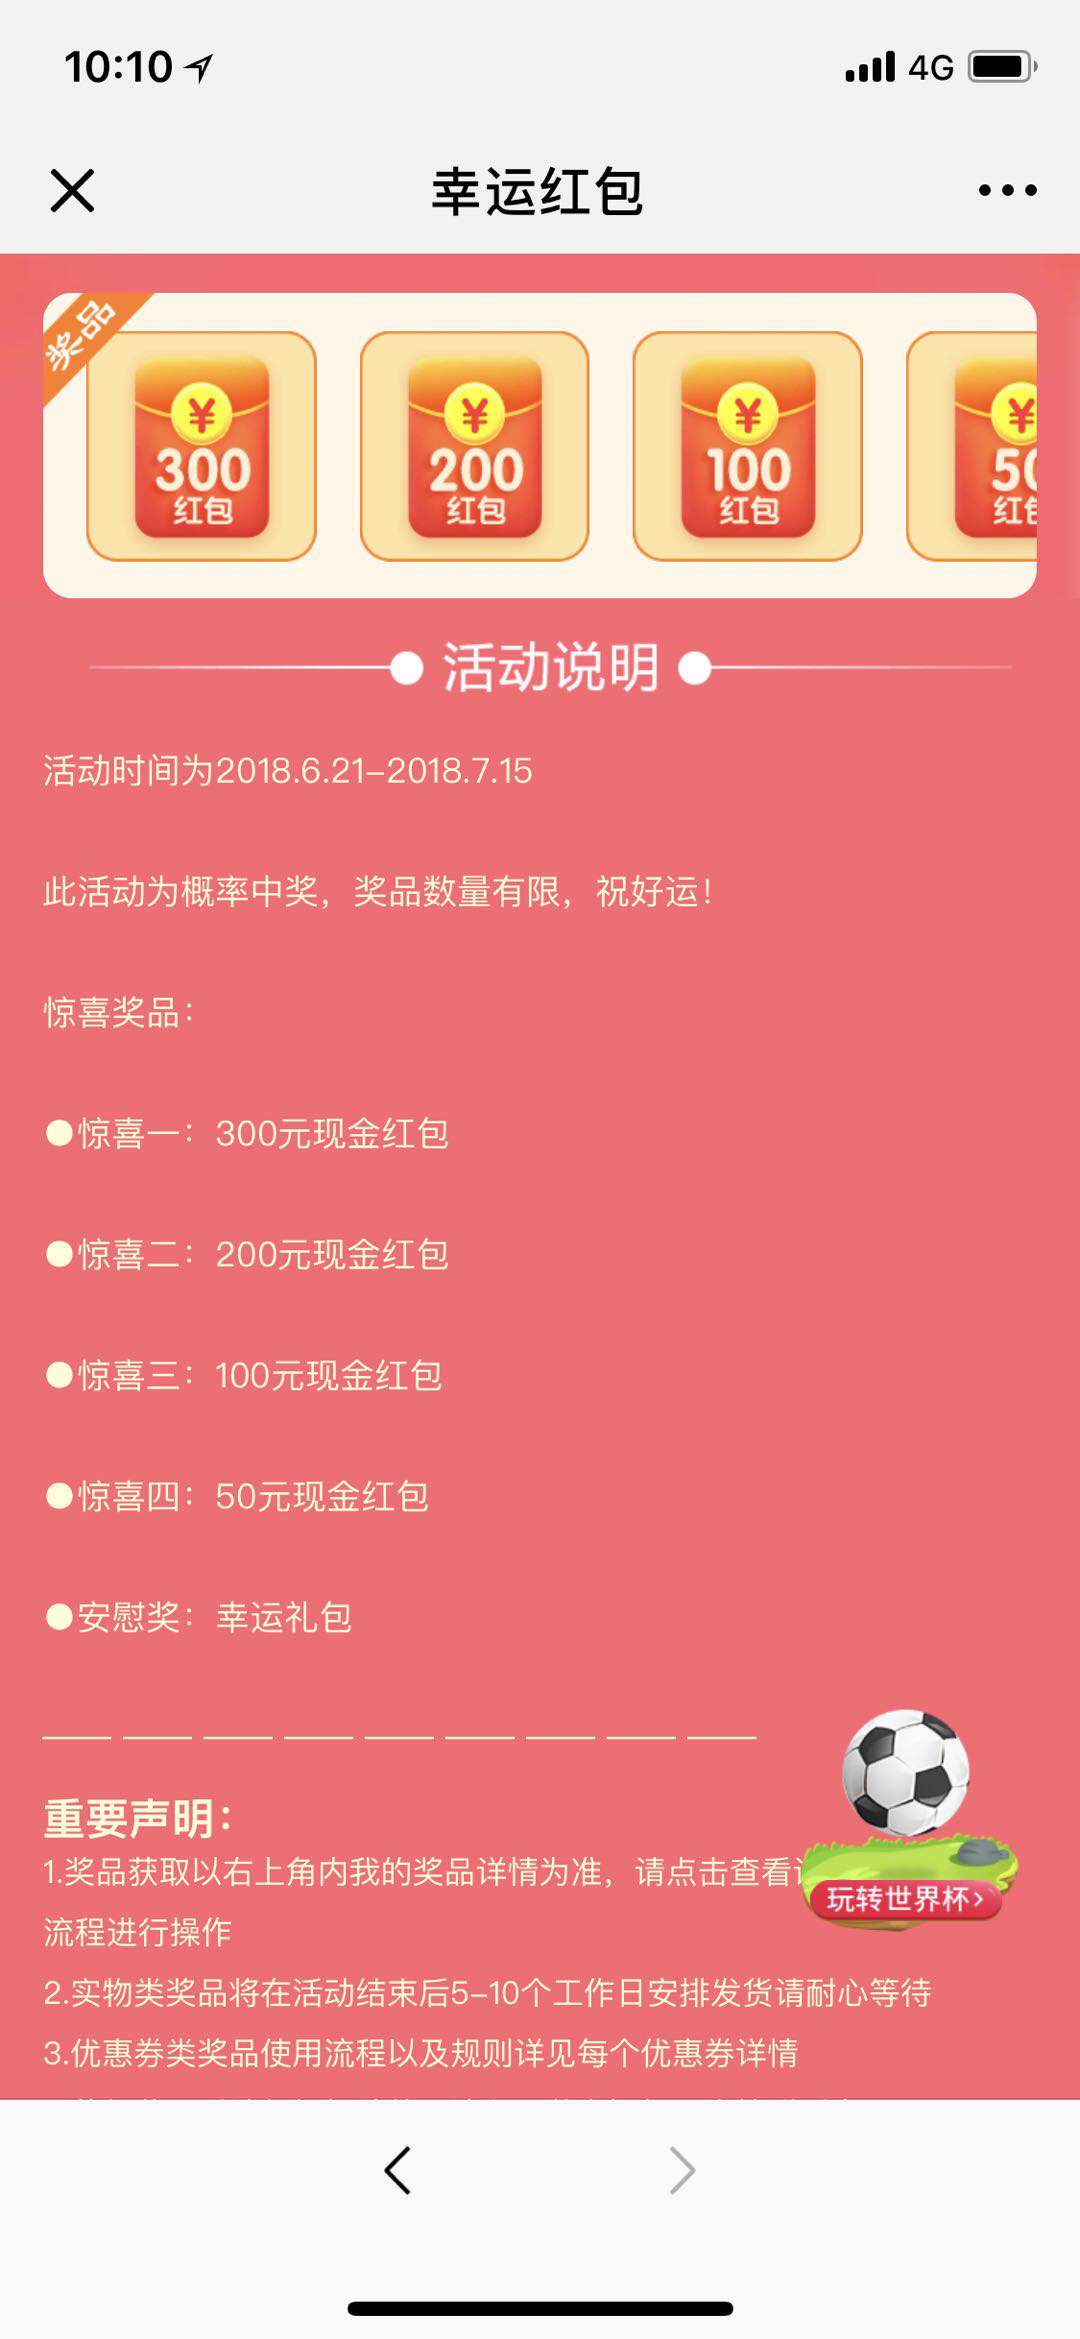 10:10
4G
幸运红包
奖品
¥ ¥ ¥ ¥
300 200 100
红包 红包 红包
活动说明
活动时间为2018.6.21-2018.7.15
此活动为概率中奖，奖品数量有限，祝好运！
惊喜奖品：
●惊喜一：300元现金红包
●惊喜二：200元现金红包
●惊喜三：100元现金红包
●惊喜四：50元现金红包
●安慰奖：幸运礼包
重要声明：
1.奖品获取以右上角内我的奖品详情为准，请点击查看
流程进行操作
玩转世界杯>
2.实物类奖品将在活动结束后5-10个工作日安排发货请耐心等待
3.优惠券类奖品使用流程以及规则详见每个优惠券详情